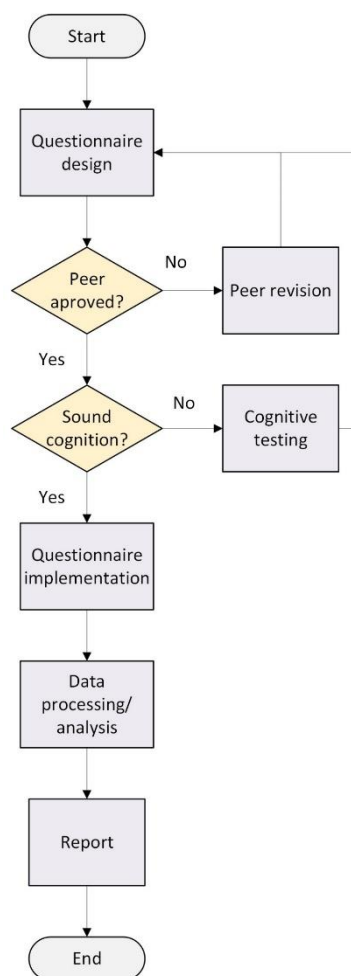 Start
Questionnaire
design
Peer
aproved?
No
Peer revision
Yes
Sound
cognition?
No
Cognitive
testing
Yes
Questionnaire
implementation
Data
processing/
analysis
Report
End